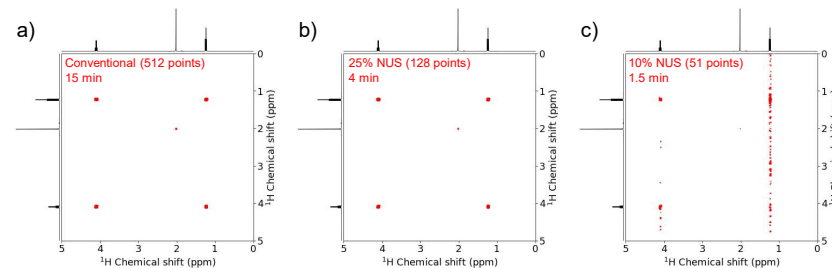 a)
Conventional (512 points)
15 min
0
1
2
3
4
5
¹H Chemical shift (ppm)
5
4
3
2
1
0
¹H Chemical shift (ppm)
b)
25% NUS (128 points)
4 min
0
1
2
3
4
5
¹H Chemical shift (ppm)
5
4
3
2
1
0
¹H Chemical shift (ppm)
c)
10% NUS (51 points)
1.5 min
0
1
2
3
4
5
5
4
3
2
1
0
¹H Chemical shift (ppm)